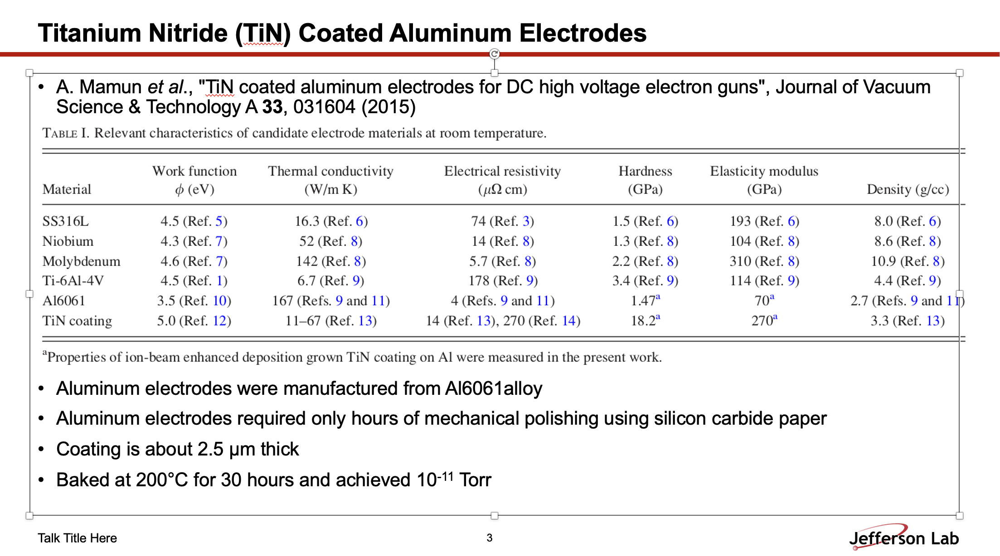 Titanium Nitride (TiN) Coated Aluminum Electrodes
• A. Mamun et al., "TiN coated aluminum electrodes for DC high voltage electron guns", Journal of Vacuum
Science & Technology A 33, 031604 (2015)
TABLE I. Relevant characteristics of candidate electrode materials at room temperature.
Work function Thermal conductivity Electrical resistivity Hardness Elasticity modulus
Material ϕ (eV) (W/m K) (μΩ cm) (GPa) (GPa) Density (g/cc)
SS316L 4.5 (Ref. 5) 16.3 (Ref. 6) 74 (Ref. 3) 1.5 (Ref. 6) 193 (Ref. 6) 8.0 (Ref. 6)
Niobium 4.3 (Ref. 7) 52 (Ref. 8) 14 (Ref. 8) 1.3 (Ref. 8) 104 (Ref. 8) 8.6 (Ref. 8)
Molybdenum 4.6 (Ref. 7) 142 (Ref. 8) 5.7 (Ref. 8) 2.2 (Ref. 8) 310 (Ref. 8) 10.9 (Ref. 8)
Ti-6Al-4V 4.5 (Ref. 1) 6.7 (Ref. 9) 178 (Ref. 9) 3.4 (Ref. 9) 114 (Ref. 9) 4.4 (Ref. 9)
Al6061 3.5 (Ref. 10) 167 (Refs. 9 and 11) 4 (Refs. 9 and 11) 1.47ᵃ 70ᵃ 2.7 (Refs. 9 and 11)
TiN coating 5.0 (Ref. 12) 11–67 (Ref. 13) 14 (Ref. 13), 270 (Ref. 14) 18.2ᵃ 270ᵃ 3.3 (Ref. 13)
ᵃProperties of ion-beam enhanced deposition grown TiN coating on Al were measured in the present work.
• Aluminum electrodes were manufactured from Al6061alloy
• Aluminum electrodes required only hours of mechanical polishing using silicon carbide paper
• Coating is about 2.5 μm thick
• Baked at 200°C for 30 hours and achieved 10⁻¹¹ Torr
Talk Title Here
3
Jefferson Lab